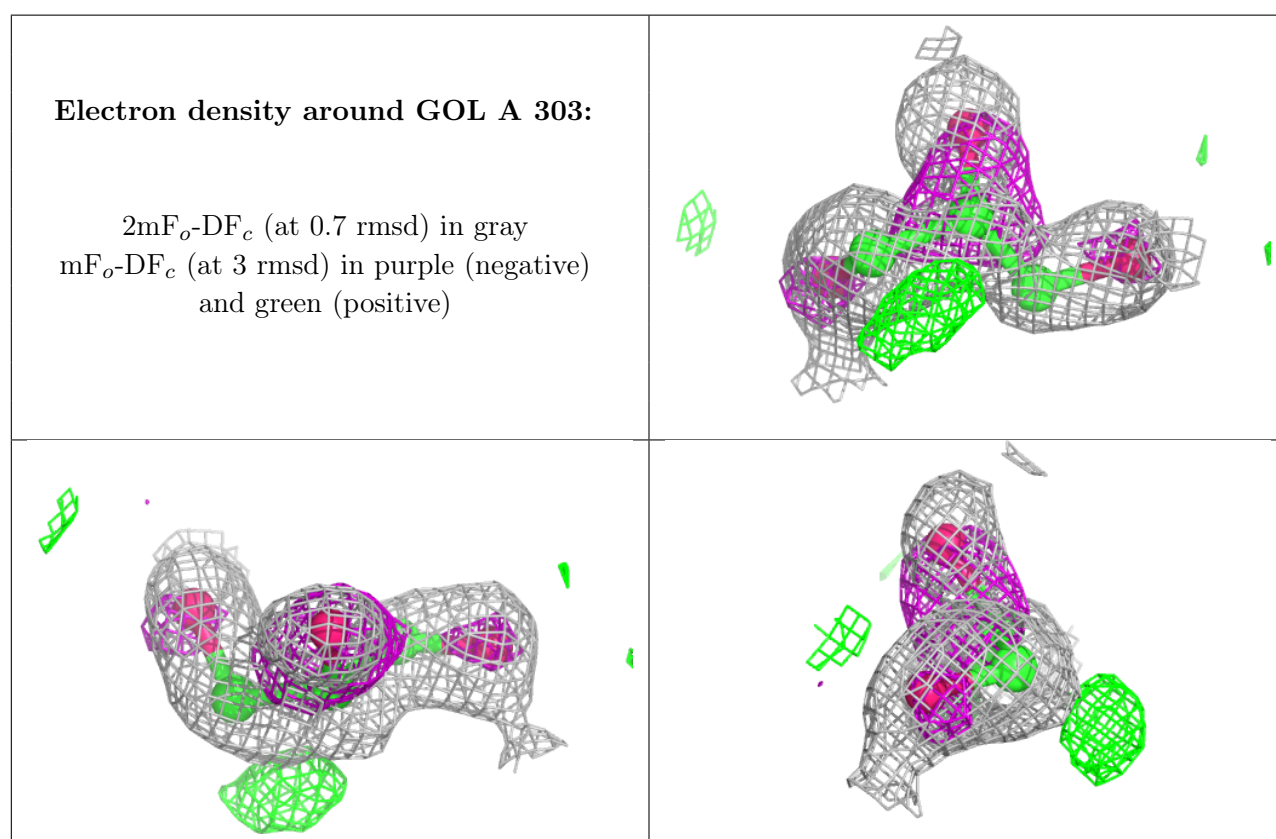 Electron density around GOL A 303:
2mFo-DFc (at 0.7 rmsd) in gray
mFo-DFc (at 3 rmsd) in purple (negative)
and green (positive)